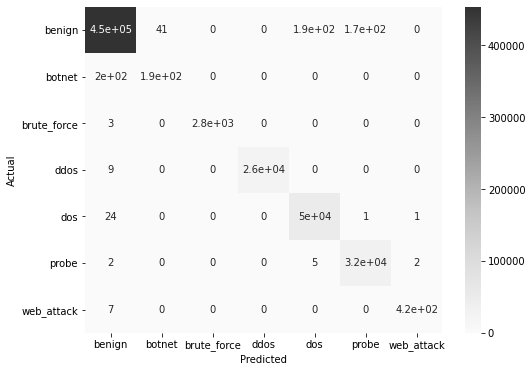 benign 4.5e+05 41 0 0 1.9e+02 1.7e+02 0
botnet 2e+02 1.9e+02 0 0 0 0 0
brute_force 3 0 2.8e+03 0 0 0 0
ddos 9 0 0 2.6e+04 0 0 0
dos 24 0 0 0 5e+04 1 1
probe 2 0 0 0 5 3.2e+04 2
web_attack 7 0 0 0 0 0 4.2e+02
benign botnet brute_force ddos dos probe web_attack
Predicted
Actual
400000
300000
200000
100000
0